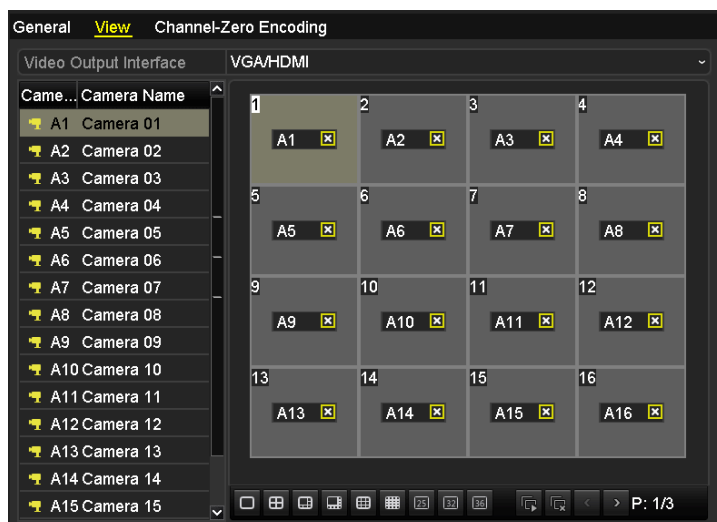 General View Channel-Zero Encoding
Video Output Interface VGA/HDMI
Came... Camera Name
A1 Camera 01
A2 Camera 02
A3 Camera 03
A4 Camera 04
A5 Camera 05
A6 Camera 06
A7 Camera 07
A8 Camera 08
A9 Camera 09
A10 Camera 10
A11 Camera 11
A12 Camera 12
A13 Camera 13
A14 Camera 14
A15 Camera 15
1 2 3 4
A1 A2 A3 A4
5 6 7 8
A5 A6 A7 A8
9 10 11 12
A9 A10 A11 A12
13 14 15 16
A13 A14 A15 A16
25 32 36 P: 1/3